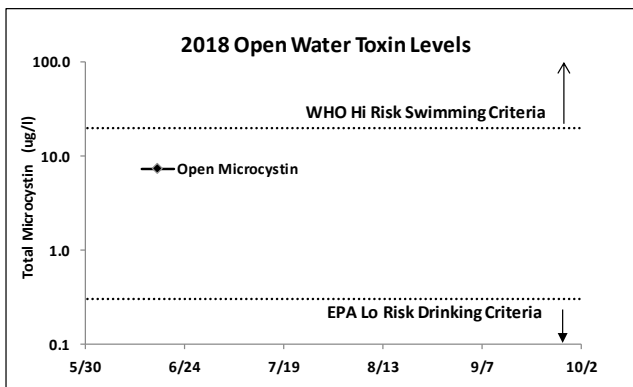 2018 Open Water Toxin Levels
Total Microcystin (ug/l)
100.0
WHO Hi Risk Swimming Criteria
10.0
Open Microcystin
1.0
EPA Lo Risk Drinking Criteria
0.1
5/30 6/24 7/19 8/13 9/7 10/2